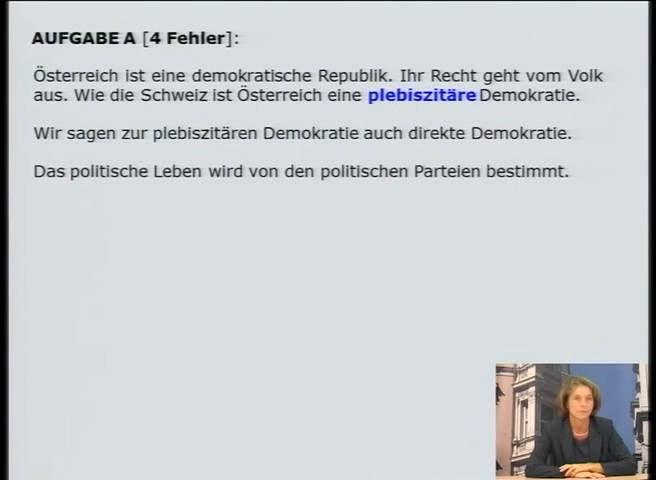 AUFGABE A [4 Fehler]:
Österreich ist eine demokratische Republik. Ihr Recht geht vom Volk
aus. Wie die Schweiz ist Österreich eine plebiszitäre Demokratie.
Wir sagen zur plebiszitären Demokratie auch direkte Demokratie.
Das politische Leben wird von den politischen Parteien bestimmt.